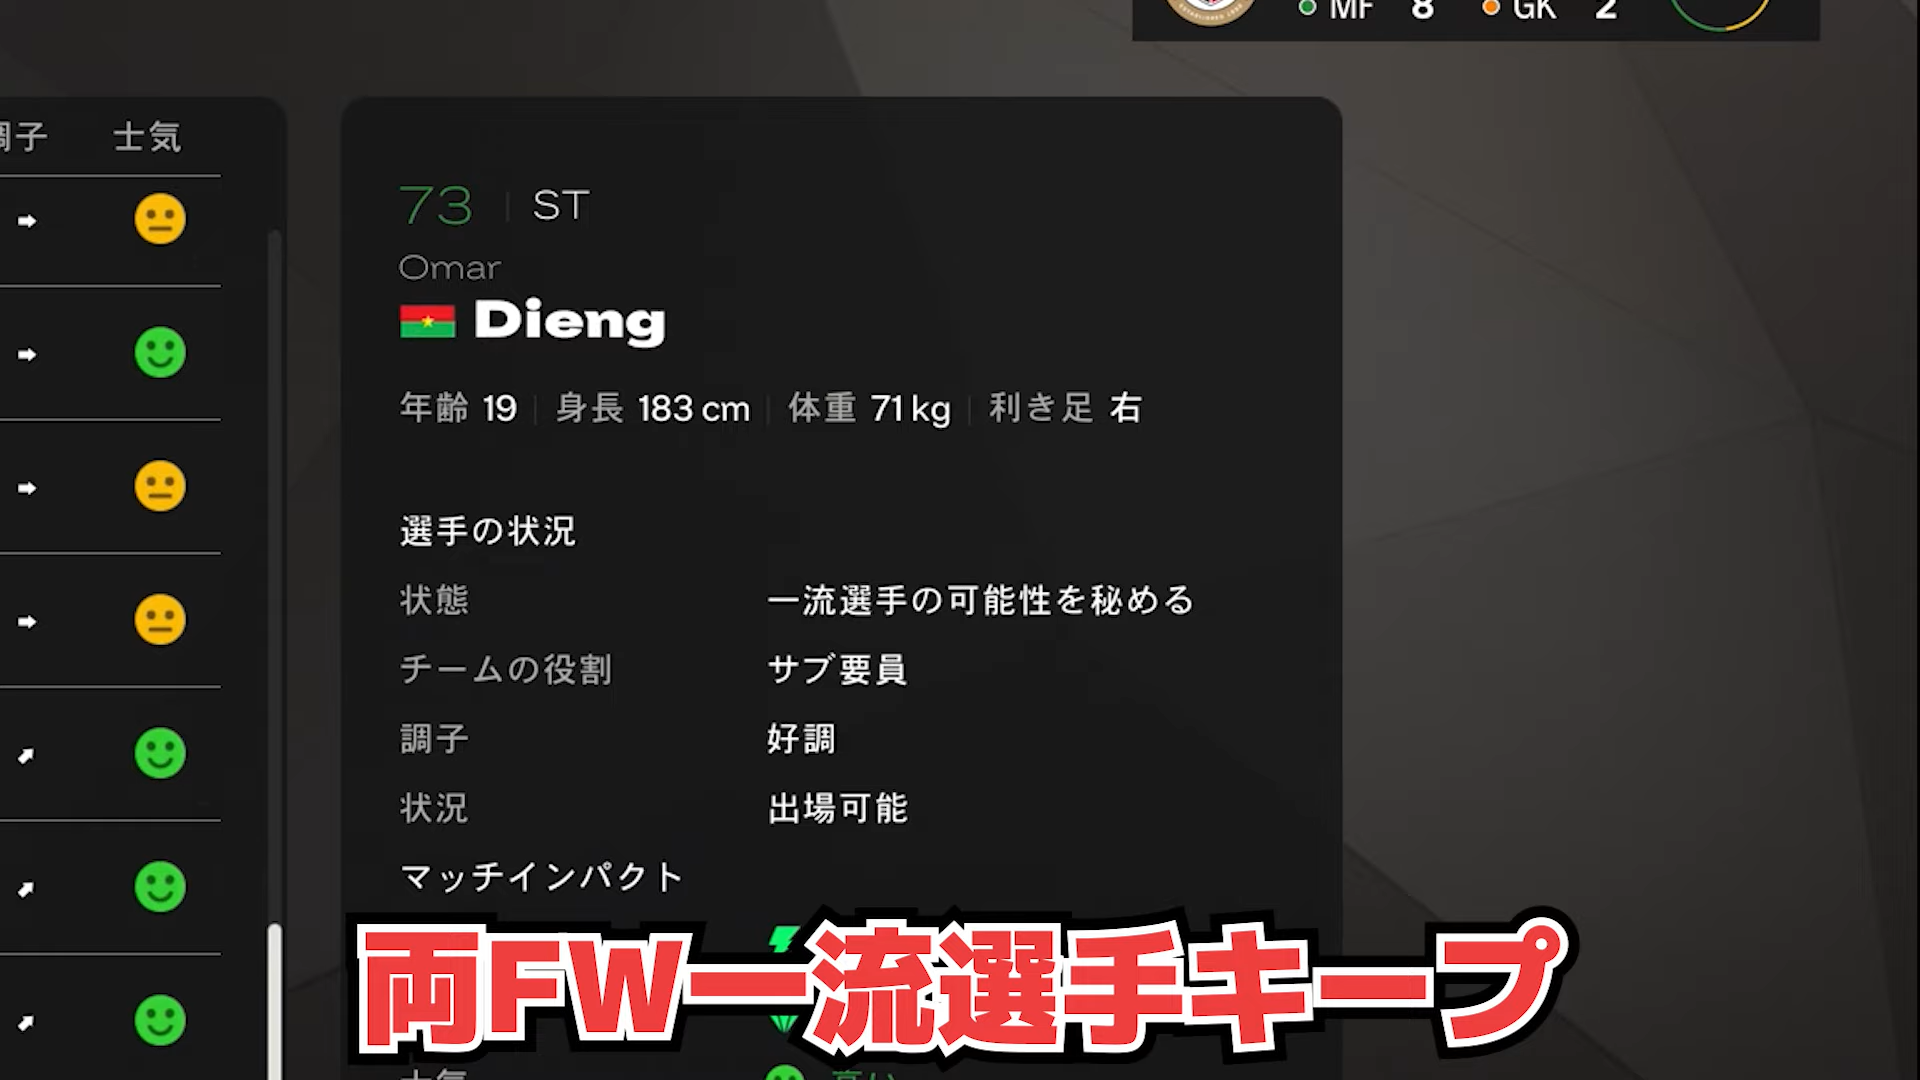 MF 8 GK 2
調子 士気
73 ST
Omar
Dieng
年齢 19 身長 183 cm 体重 71 kg 利き足 右
選手の状況
状態 一流選手の可能性を秘める
チームの役割 サブ要員
調子 好調
状況 出場可能
マッチインパクト
両FW一流選手キープ
士気 高い